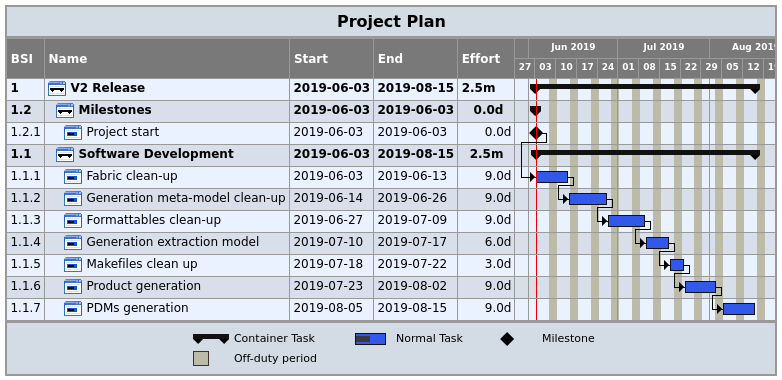 Project Plan
BSI Name Start End Effort Jun 2019 Jul 2019 Aug 2019
27 03 10 17 24 01 08 15 22 29 05 12 19
1 V2 Release 2019-06-03 2019-08-15 2.5m
1.2 Milestones 2019-06-03 2019-06-03 0.0d
1.2.1 Project start 2019-06-03 2019-06-03 0.0d
1.1 Software Development 2019-06-03 2019-08-15 2.5m
1.1.1 Fabric clean-up 2019-06-03 2019-06-13 9.0d
1.1.2 Generation meta-model clean-up 2019-06-14 2019-06-26 9.0d
1.1.3 Formattables clean-up 2019-06-27 2019-07-09 9.0d
1.1.4 Generation extraction model 2019-07-10 2019-07-17 6.0d
1.1.5 Makefiles clean up 2019-07-18 2019-07-22 3.0d
1.1.6 Product generation 2019-07-23 2019-08-02 9.0d
1.1.7 PDMs generation 2019-08-05 2019-08-15 9.0d
Container Task Normal Task Milestone
Off-duty period